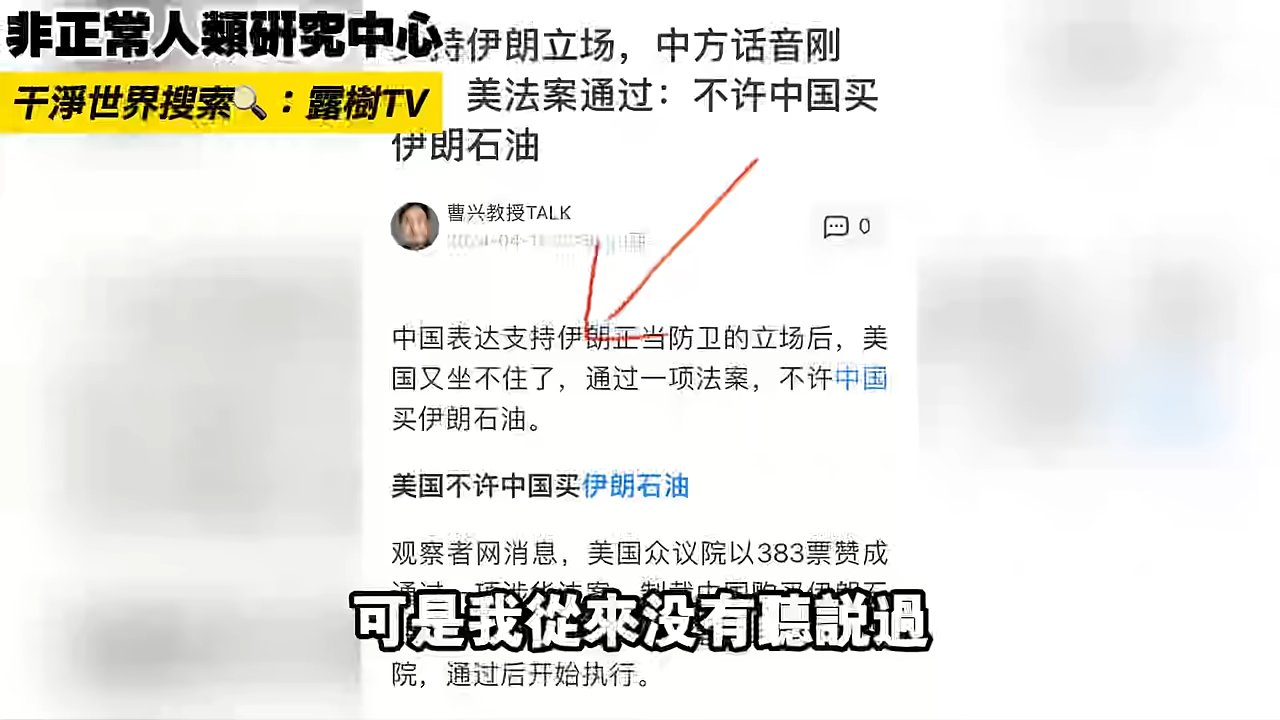 非正常人類研究中心
干淨世界搜索：露樹TV
持伊朗立场，中方话音刚
美法案通过：不许中国买
伊朗石油
曹兴教授TALK
0
中国表达支持伊朗正当防卫的立场后，美
国又坐不住了，通过一项法案，不许中国
买伊朗石油。
美国不许中国买伊朗石油
观察者网消息，美国众议院以383票赞成
可是我從來没有聽説過
院，通过后开始执行。